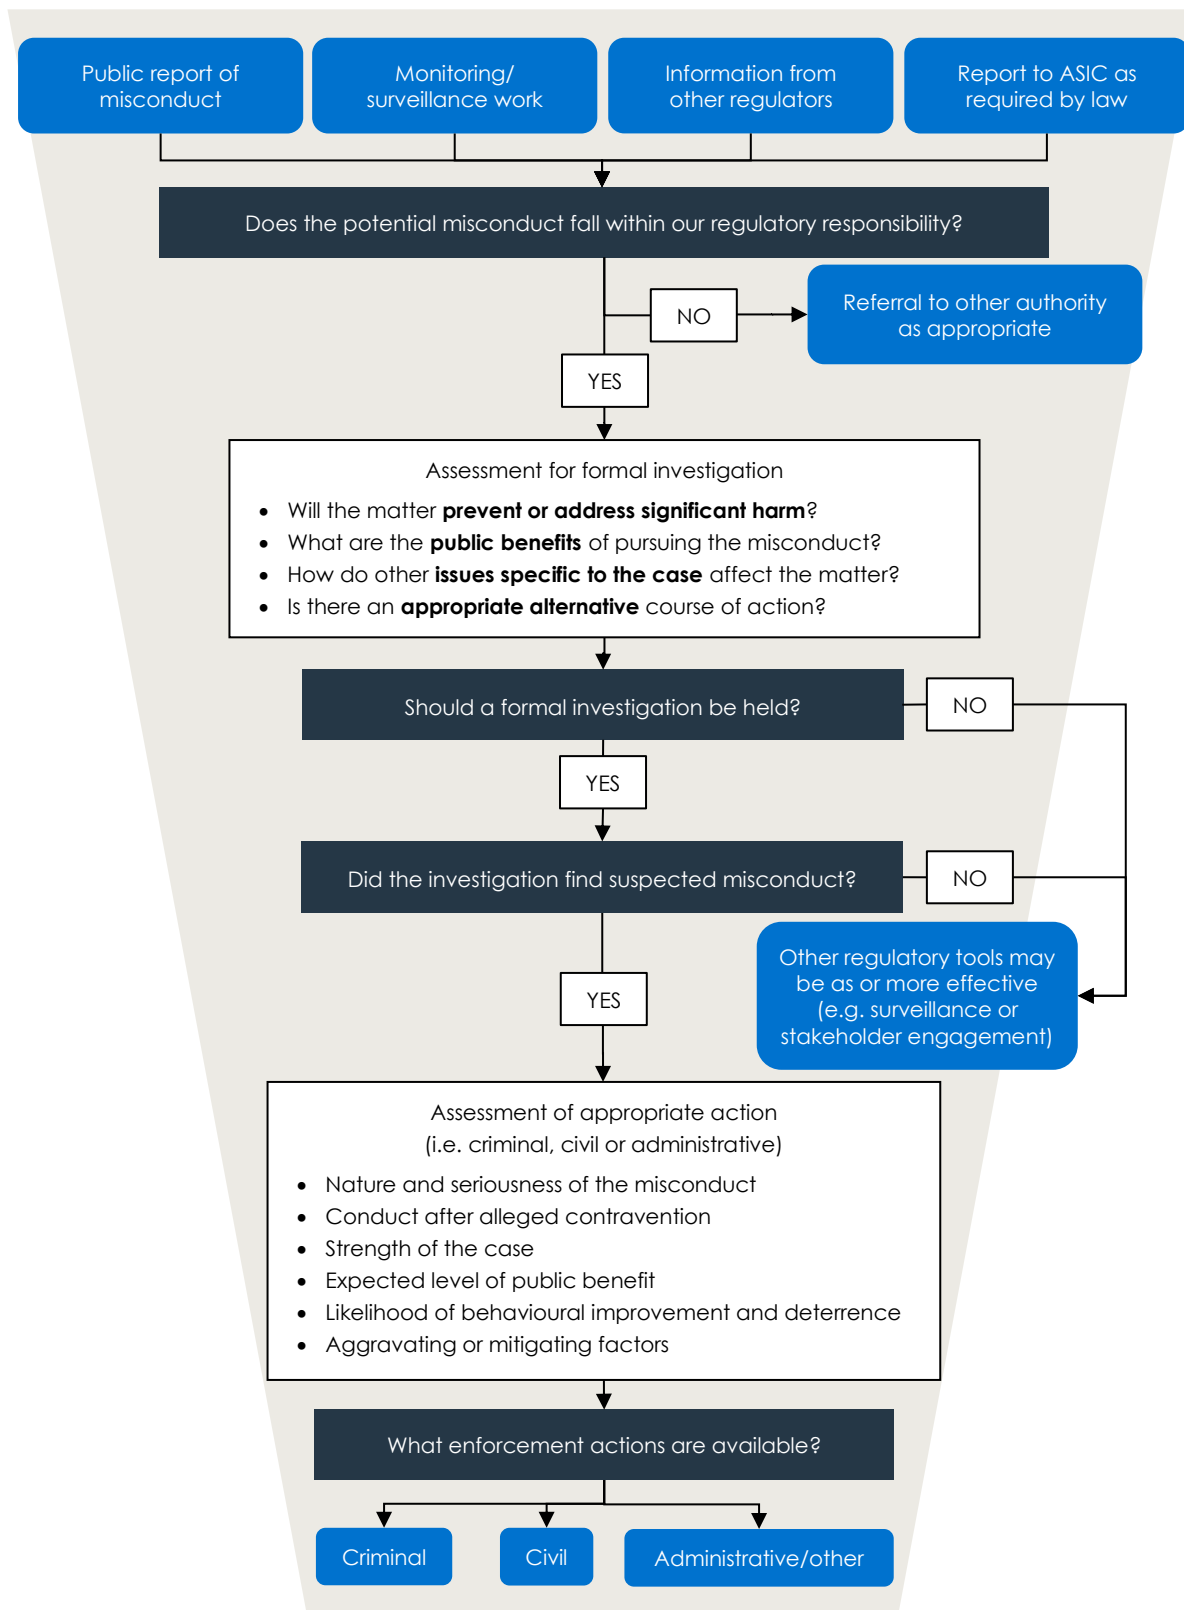 Public report of
misconduct
Monitoring/
surveillance work
Information from
other regulators
Report to ASIC as
required by law
Does the potential misconduct fall within our regulatory responsibility?
NO
Referral to other authority
as appropriate
YES
Assessment for formal investigation
• Will the matter prevent or address significant harm?
• What are the public benefits of pursuing the misconduct?
• How do other issues specific to the case affect the matter?
• Is there an appropriate alternative course of action?
Should a formal investigation be held?
NO
YES
Did the investigation find suspected misconduct?
NO
Other regulatory tools may
be as or more effective
(e.g. surveillance or
stakeholder engagement)
YES
Assessment of appropriate action
(i.e. criminal, civil or administrative)
• Nature and seriousness of the misconduct
• Conduct after alleged contravention
• Strength of the case
• Expected level of public benefit
• Likelihood of behavioural improvement and deterrence
• Aggravating or mitigating factors
What enforcement actions are available?
Criminal
Civil
Administrative/other